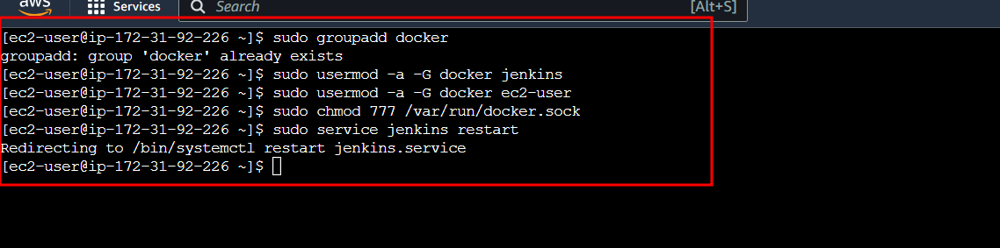 aws Services Search [Alt+S]
[ec2-user@ip-172-31-92-226 ~]$ sudo groupadd docker
groupadd: group 'docker' already exists
[ec2-user@ip-172-31-92-226 ~]$ sudo usermod -a -G docker jenkins
[ec2-user@ip-172-31-92-226 ~]$ sudo usermod -a -G docker ec2-user
[ec2-user@ip-172-31-92-226 ~]$ sudo chmod 777 /var/run/docker.sock
[ec2-user@ip-172-31-92-226 ~]$ sudo service jenkins restart
Redirecting to /bin/systemctl restart jenkins.service
[ec2-user@ip-172-31-92-226 ~]$